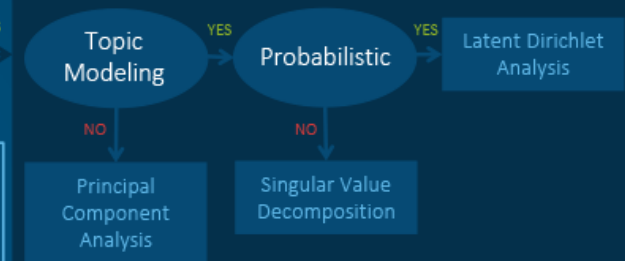 Topic
Modeling
YES
Probabilistic
YES
Latent Dirichlet
Analysis
NO
NO
Principal
Component
Analysis
Singular Value
Decomposition